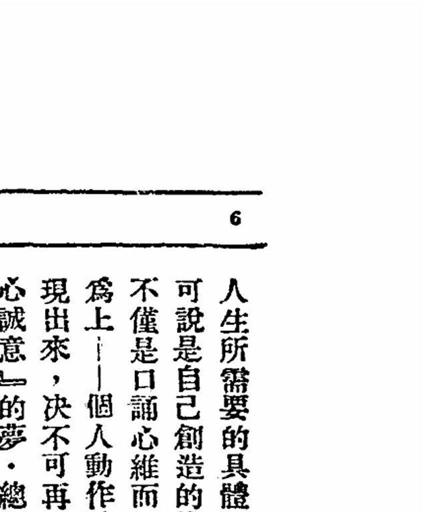 6
人生所需要的具體
可說是自己創造的
不僅是口誦心維而
爲上——個人動作
現出來，决不可再
心誠意』的夢・總